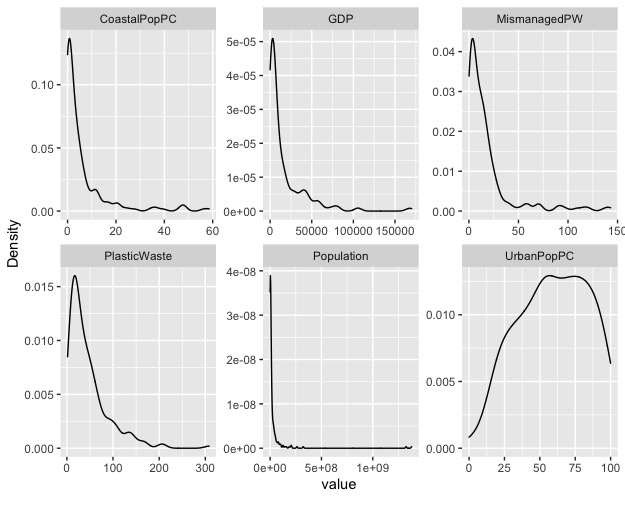 CoastalPopPC GDP MismanagedPW
0.10
0.05
0.00
0 20 40 60
5e-05
4e-05
3e-05
2e-05
1e-05
0e+00
0 50000 100000 150000
0.04
0.03
0.02
0.01
0.00
0 50 100 150
Density
PlasticWaste Population UrbanPopPC
0.015
0.010
0.005
0.000
0 100 200 300
4e-08
3e-08
2e-08
1e-08
0e+00
0e+00 5e+08 1e+09
0.010
0.005
0.000
0 25 50 75 100
value